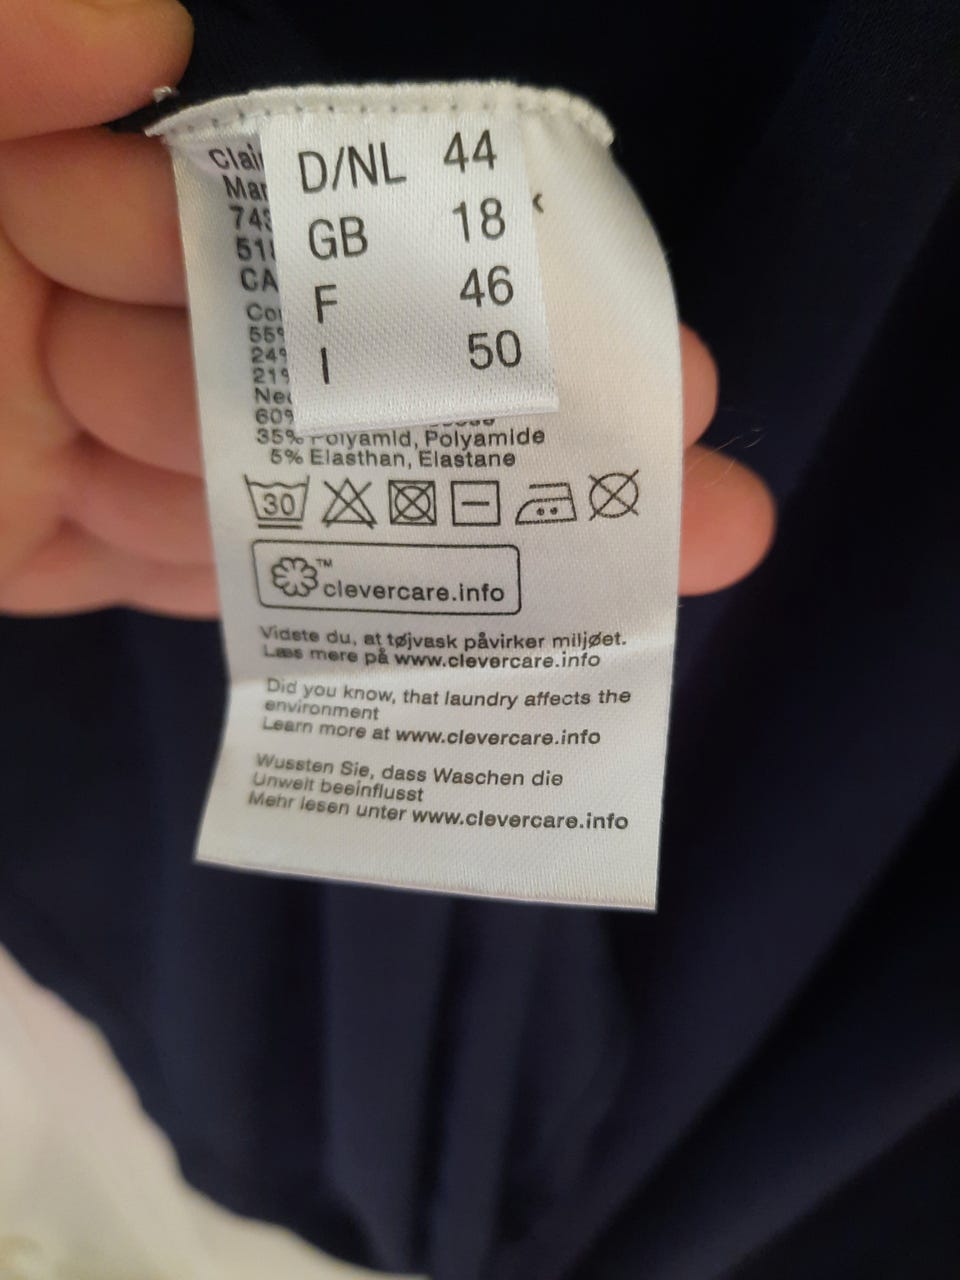 D/NL 44
GB 18
F 46
I 50
35% Polyamid, Polyamide
5% Elasthan, Elastane
30
™
clevercare.info
Vidste du, at tøjvask påvirker miljøet.
Læs mere på www.clevercare.info
Did you know, that laundry affects the
environment
Learn more at www.clevercare.info
Wussten Sie, dass Waschen die
Umwelt beeinflusst
Mehr lesen unter www.clevercare.info